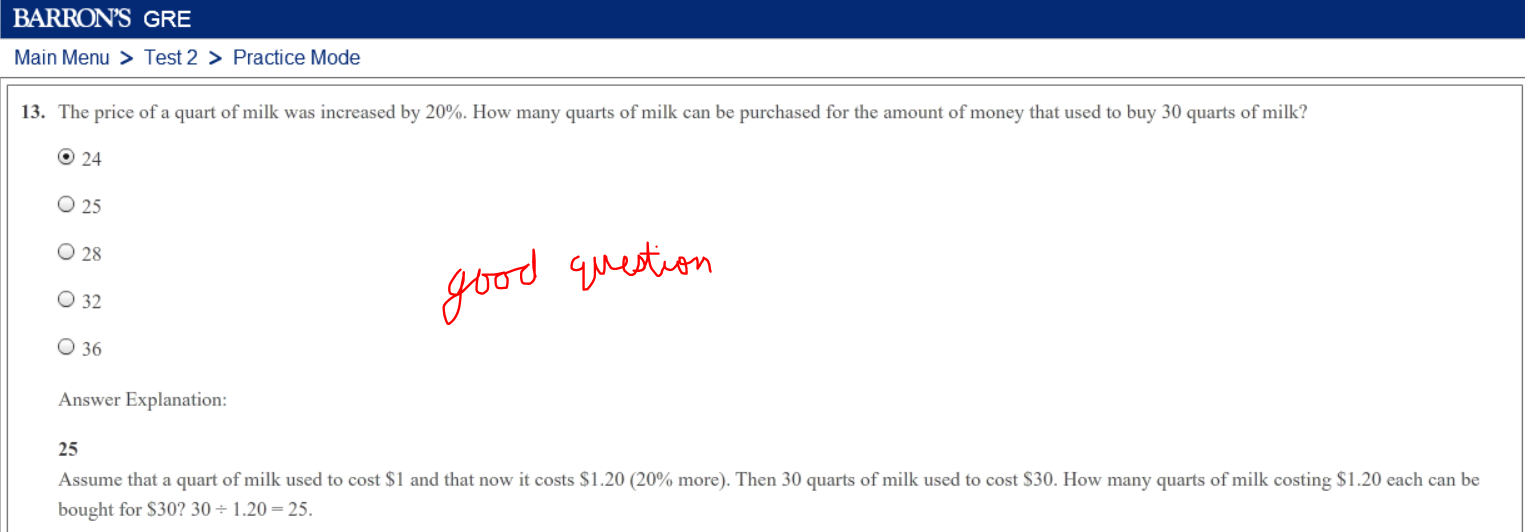 BARRON'S GRE
Main Menu > Test 2 > Practice Mode
13. The price of a quart of milk was increased by 20%. How many quarts of milk can be purchased for the amount of money that used to buy 30 quarts of milk?
24
25
28
good question
32
36
Answer Explanation:
25
Assume that a quart of milk used to cost $1 and that now it costs $1.20 (20% more). Then 30 quarts of milk used to cost $30. How many quarts of milk costing $1.20 each can be
bought for $30? 30 ÷ 1.20 = 25.